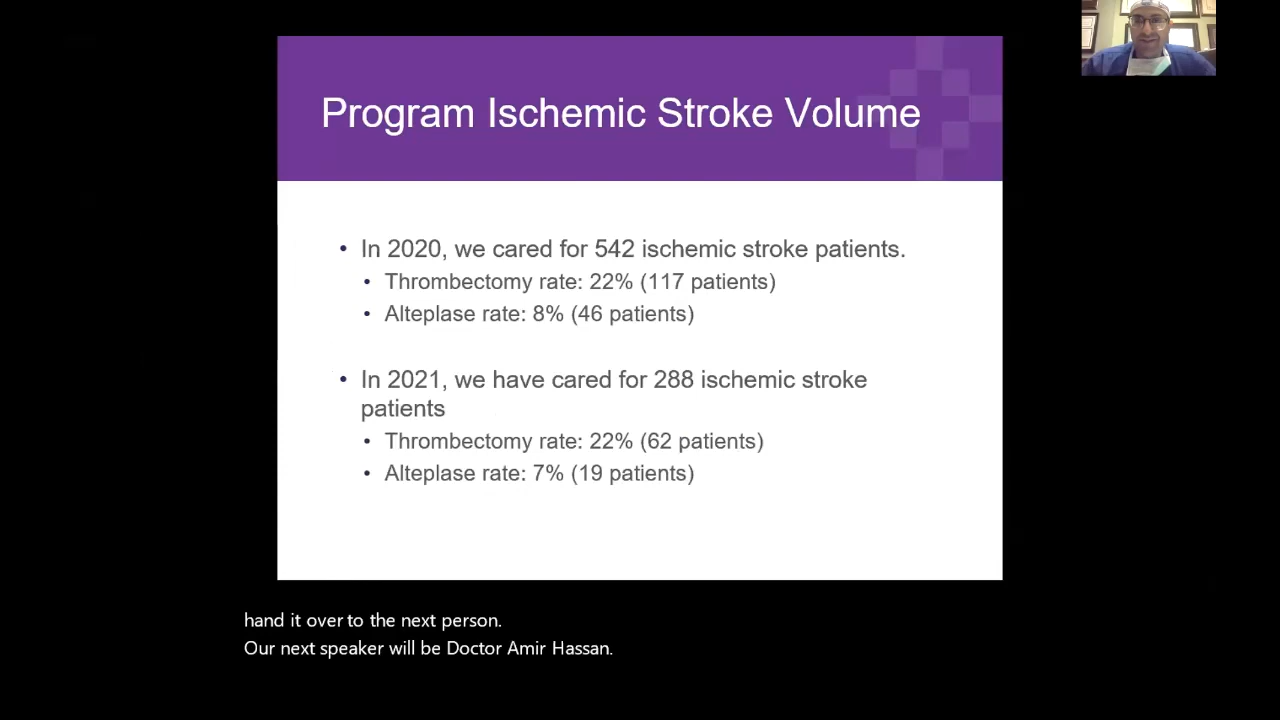 Program Ischemic Stroke Volume
• In 2020, we cared for 542 ischemic stroke patients.
• Thrombectomy rate: 22% (117 patients)
• Alteplase rate: 8% (46 patients)
• In 2021, we have cared for 288 ischemic stroke
patients
• Thrombectomy rate: 22% (62 patients)
• Alteplase rate: 7% (19 patients)
hand it over to the next person.
Our next speaker will be Doctor Amir Hassan.